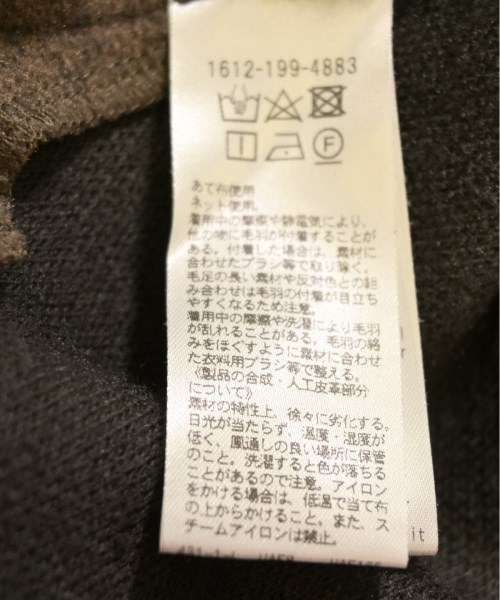 1612-199-4883
F
あて布使用
ネット使用。
着用中の摩擦や静電気により、
他の物に毛羽が付着することが
ある。付着した場合は、素材に
合わせたブラシ等で取り除く。
毛足の長い素材や反対色との組
み合わせは毛羽の付着が目立ち
やすくなるため注意。
着用中の摩擦や洗濯により毛羽
が乱れることがある。毛羽の絡
みをほぐすように素材に合わせ
た衣料用ブラシ等で整える。
《製品の合成・人工皮革部分
について》
素材の特性上、徐々に劣化する。
日光が当たらず、温度・湿度が
低く、風通しの良い場所に保管
のこと。洗濯すると色が落ちる
ことがあるので注意。アイロン
をかける場合は、低温で当て布
の上からかけること。また、ス
チームアイロンは禁止。
it